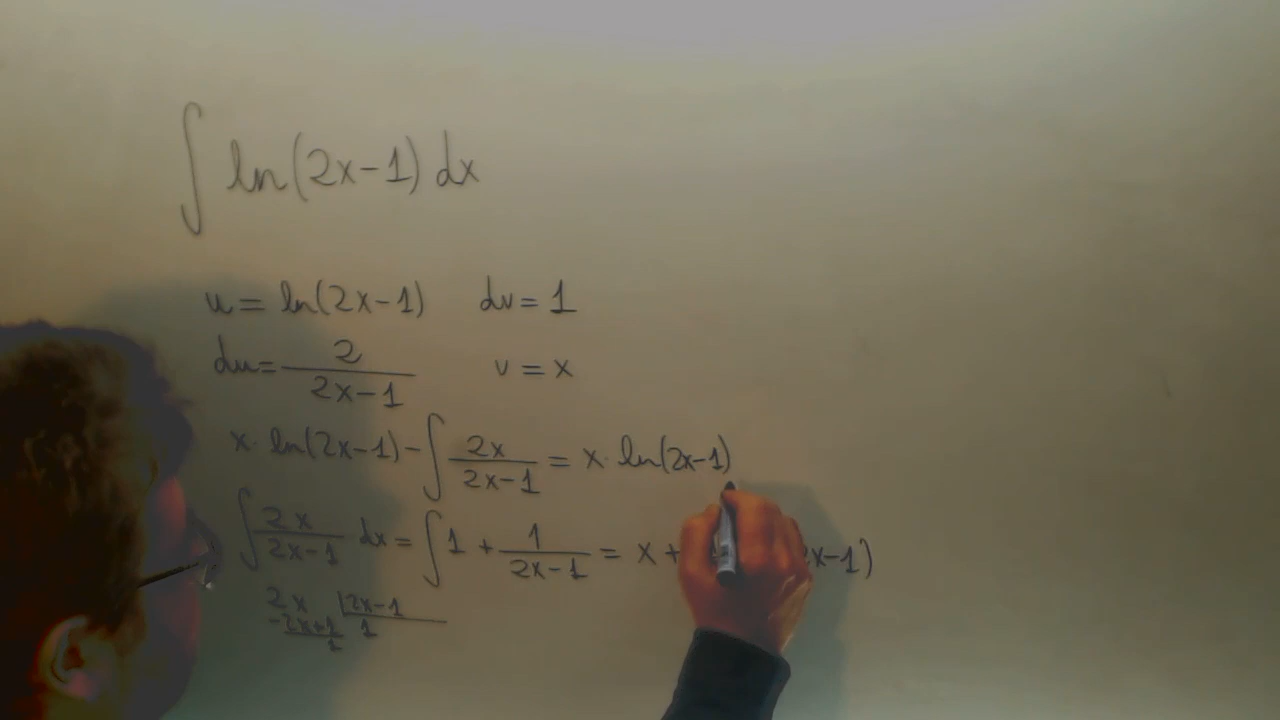 ∫ ln(2x-1) dx
u = ln(2x-1) dv = 1
du = 2/(2x-1) v = x
x· ln(2x-1) - ∫ 2x/(2x-1) = x· ln(2x-1)
∫ 2x/(2x-1) dx = ∫ 1 + 1/(2x-1) = x + x-1)
2x |2x-1
-2x+1 1
1